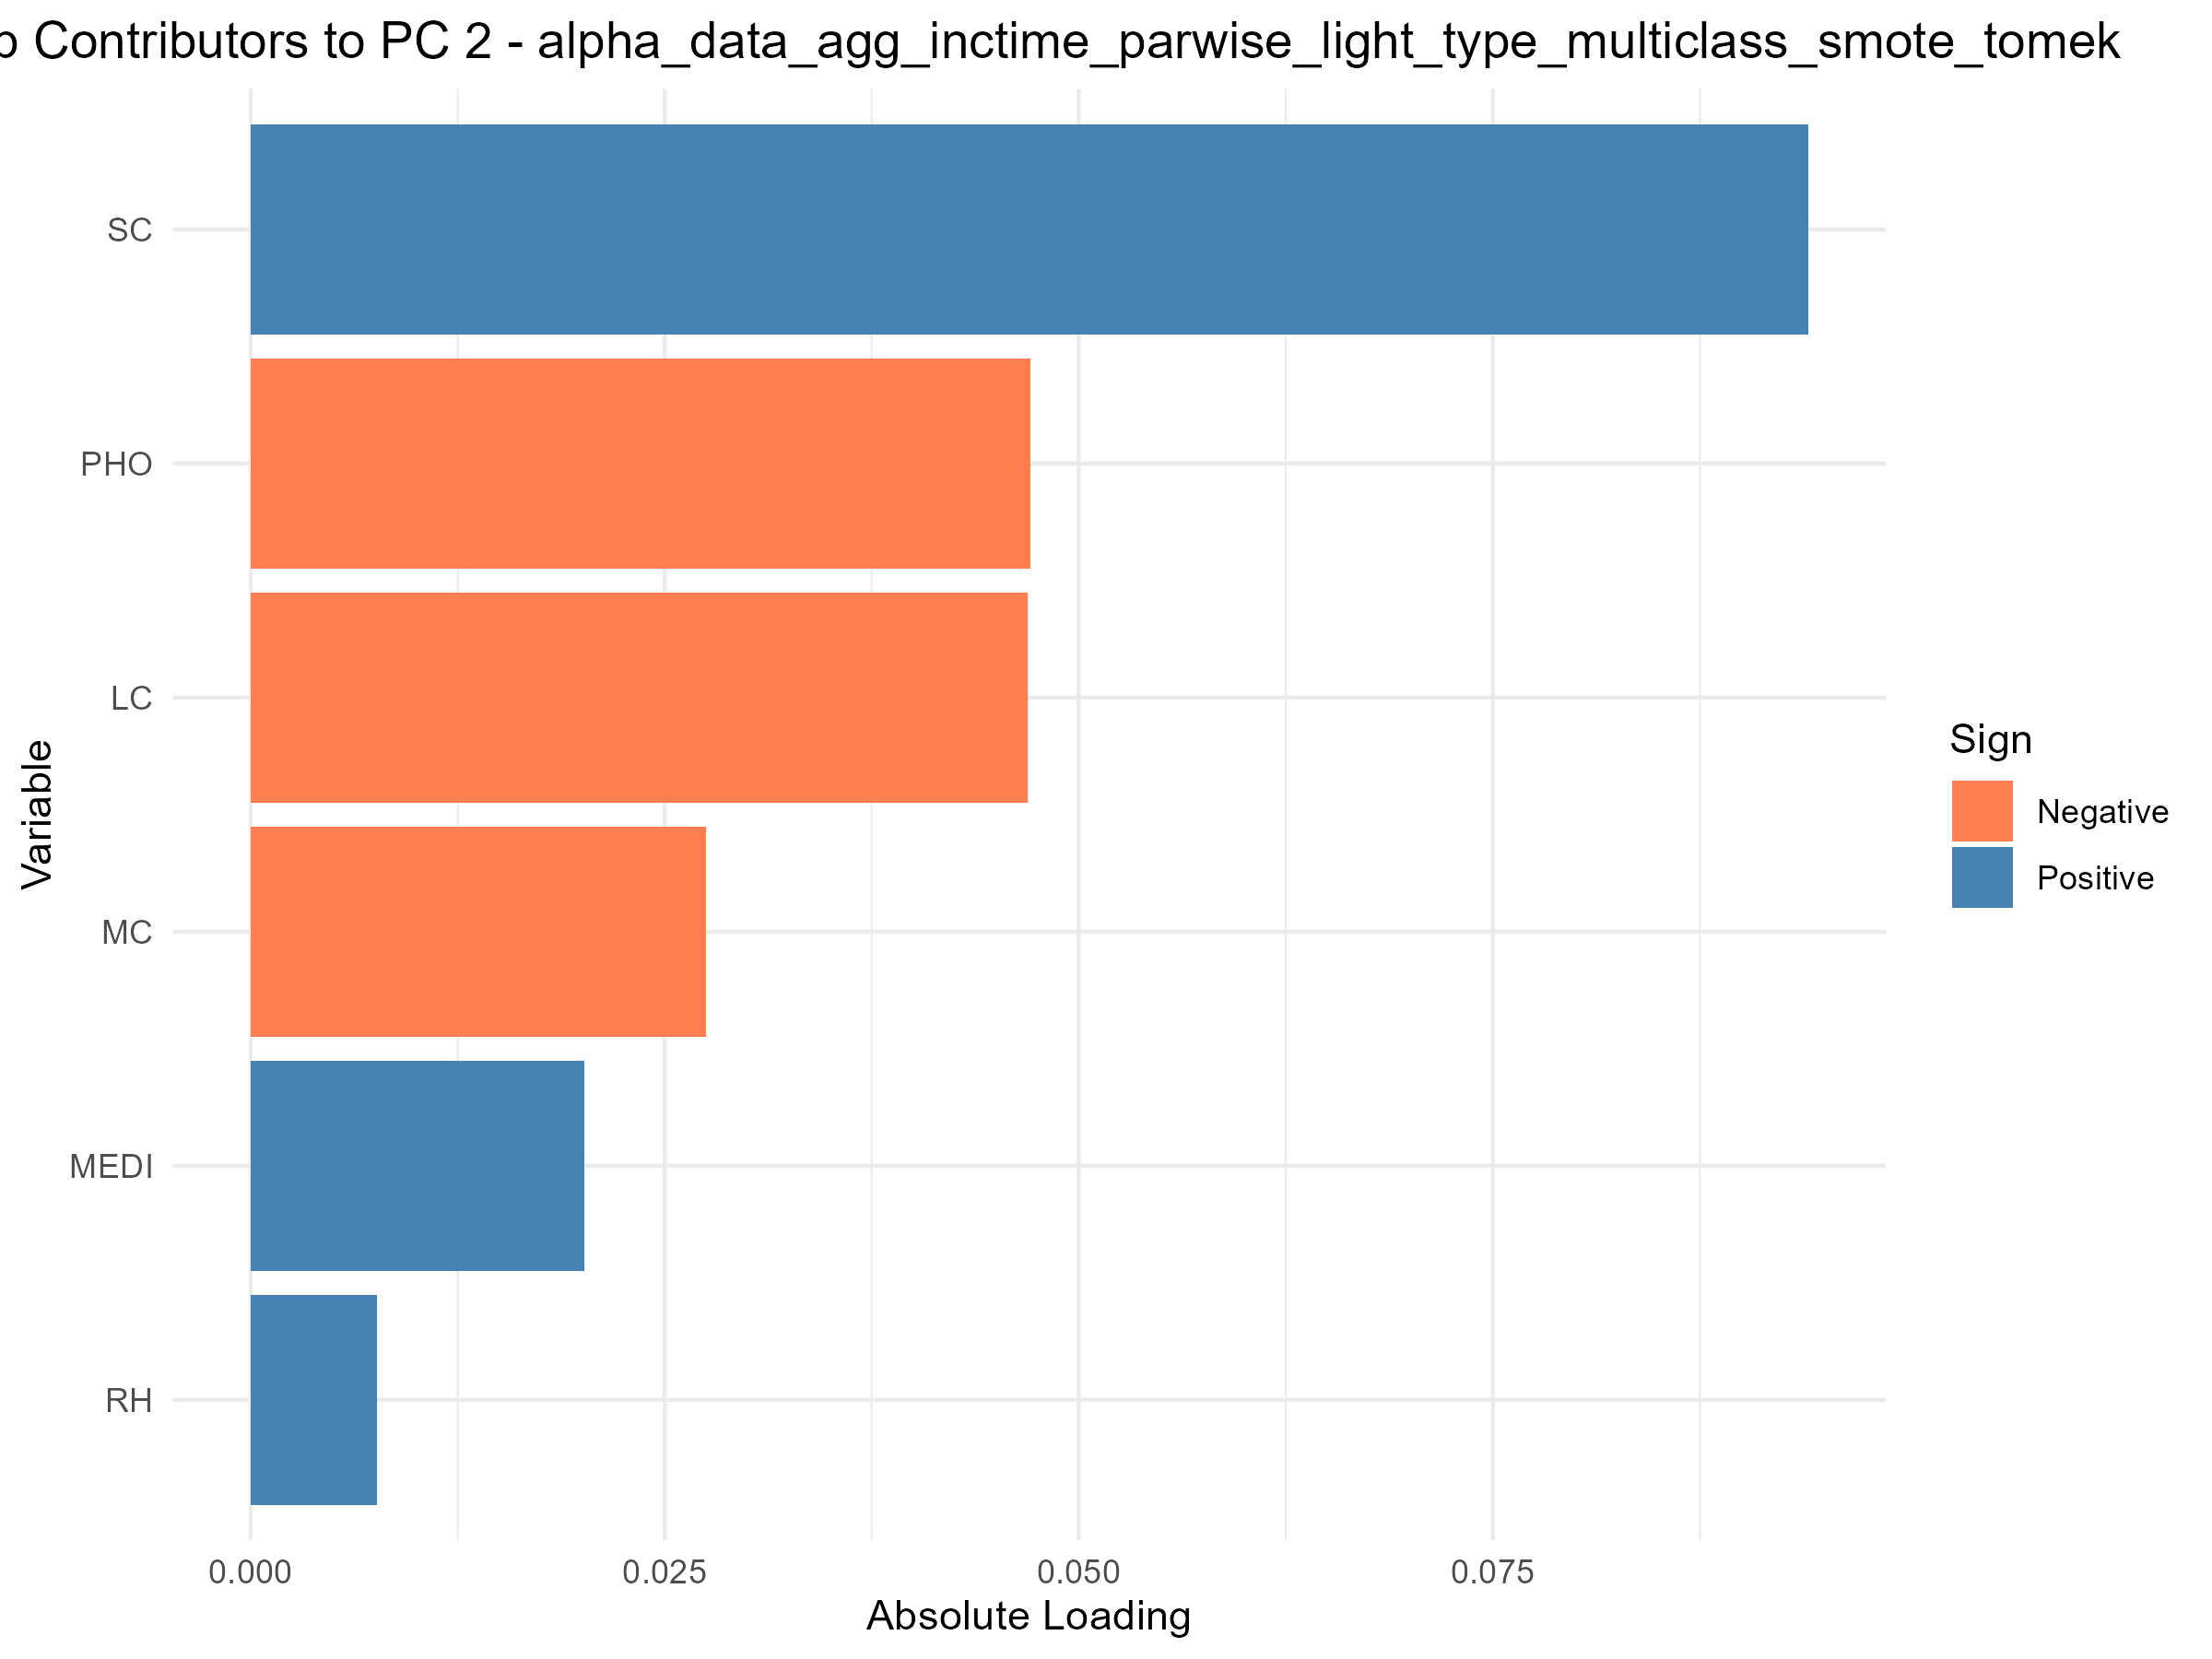 Contributors to PC 2 - alpha_data_agg_inctime_parwise_light_type_multiclass_smote_tomek
SC
PHO
LC
MC
MEDI
RH
Variable
0.000 0.025 0.050 0.075
Absolute Loading
Sign
Negative
Positive